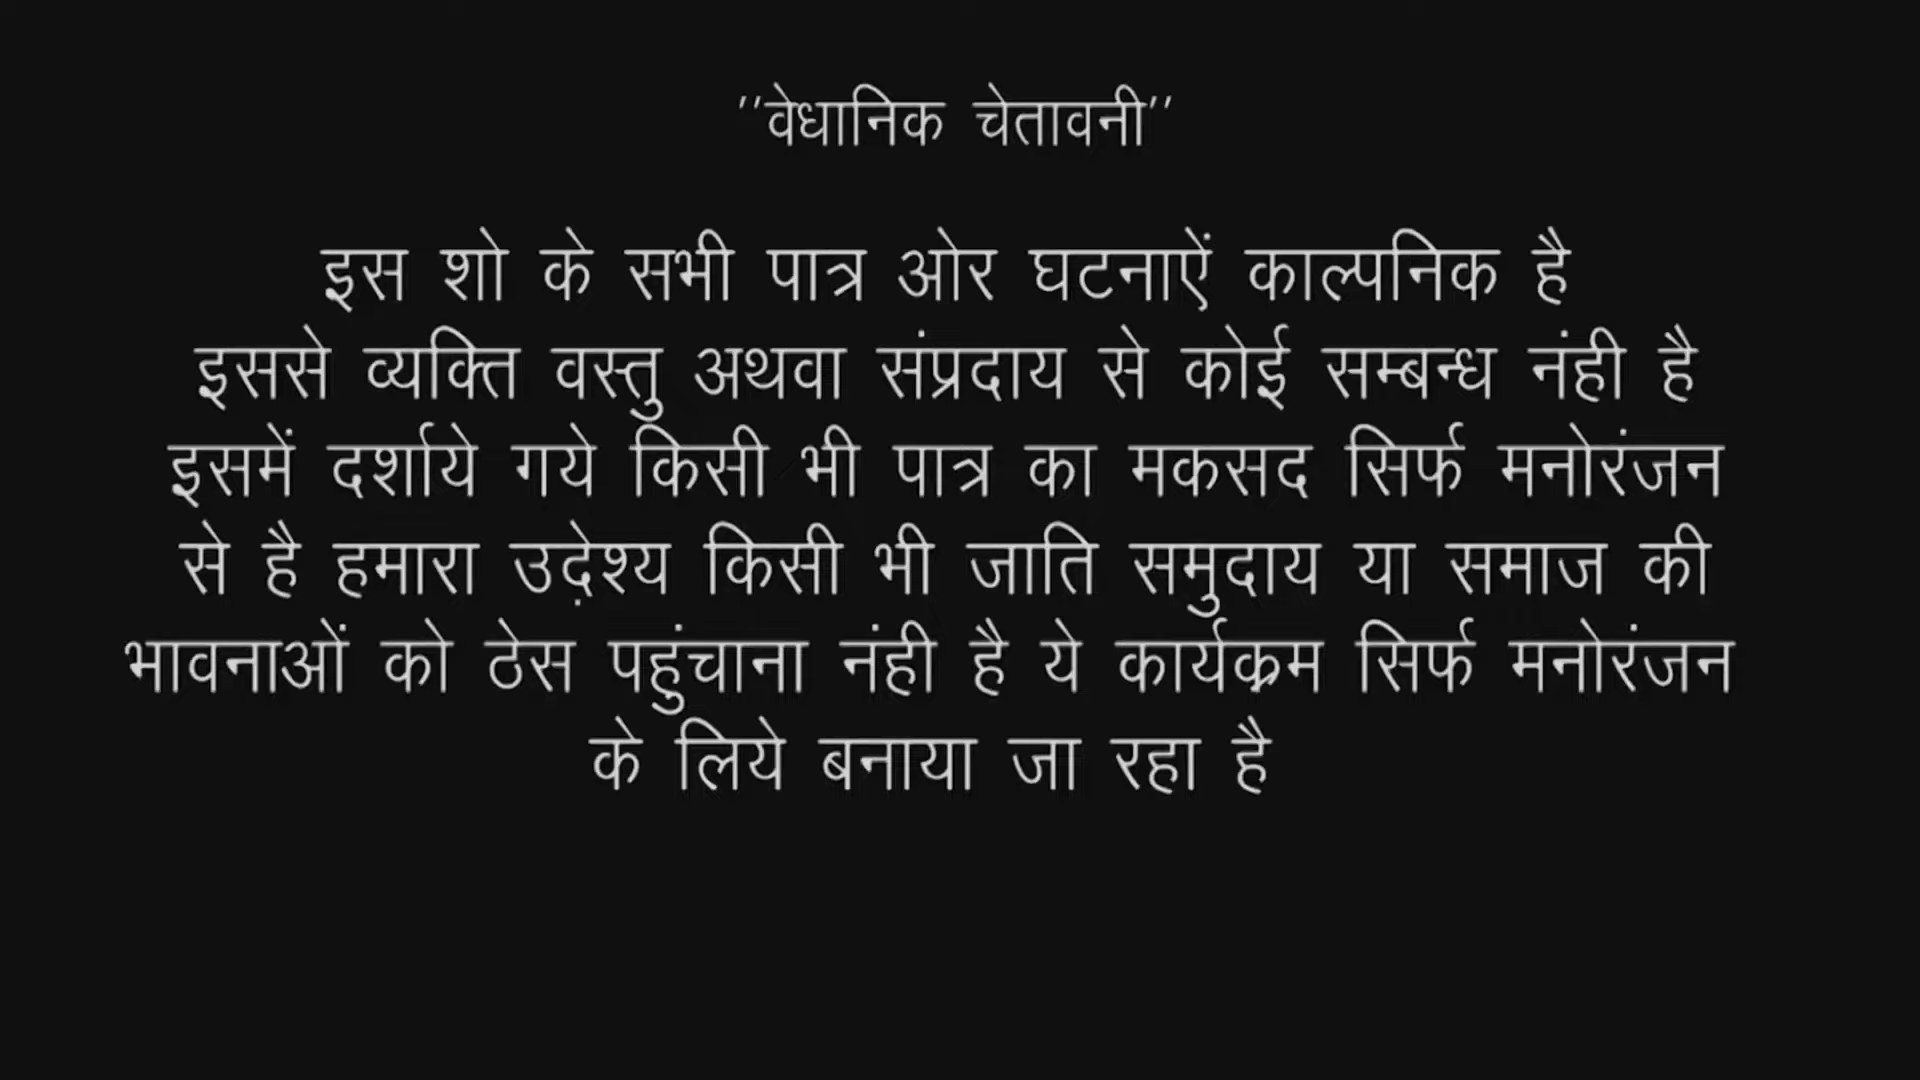 ''वेधानिक चेतावनी''
इस शो के सभी पात्र ओर घटनाऐं काल्पनिक है
इससे व्यक्ति वस्तु अथवा संप्रदाय से कोई सम्बन्ध नंही है
इसमें दर्शाये गये किसी भी पात्र का मकसद सिर्फ मनोरंजन
से है हमारा उद़ेश्य किसी भी जाति समुदाय या समाज की
भावनाओं को ठेस पहुंचाना नंही है ये कार्यक्रम सिर्फ मनोरंजन
के लिये बनाया जा रहा है